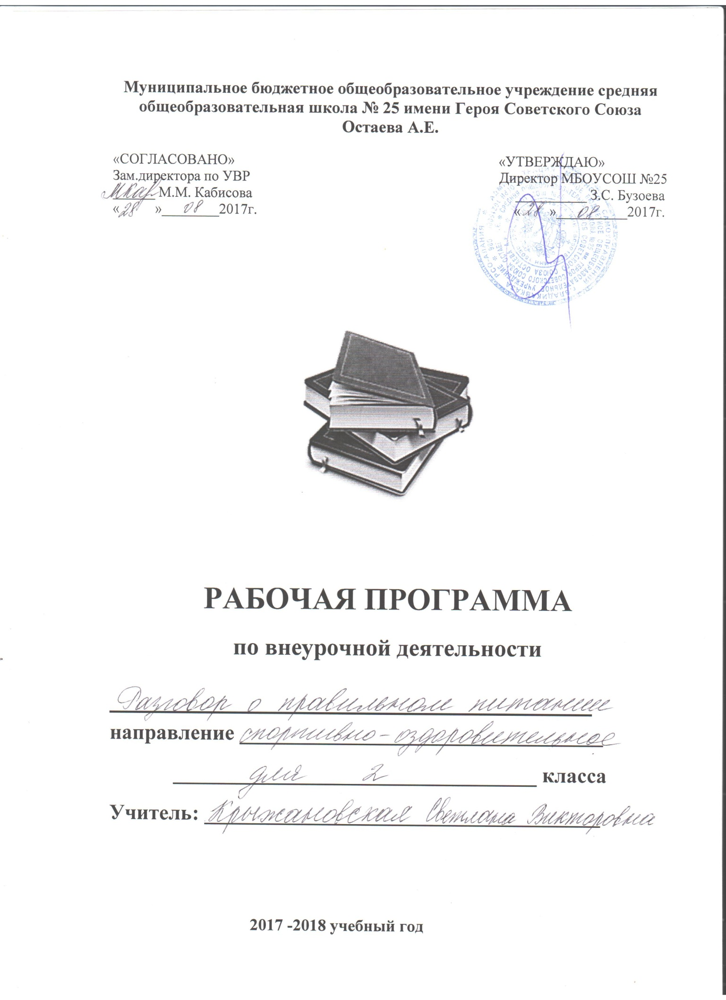 Муниципальное бюджетное общеобразовательное учреждение средняя
общеобразовательная школа № 25 имени Героя Советского Союза
Остаева А.Е.
«СОГЛАСОВАНО»
Зам.директора по УВР
М.М. Кабисова
«28» 08 2017г.
«УТВЕРЖДАЮ»
Директор МБОУСОШ №25
З.С. Бузоева
«28» 08 2017г.
РАБОЧАЯ ПРОГРАММА
по внеурочной деятельности
Разговор о правильном питании
направление спортивно-оздоровительное
для 2 класса
Учитель: Крыжановская Светлана Викторовна
2017 -2018 учебный год